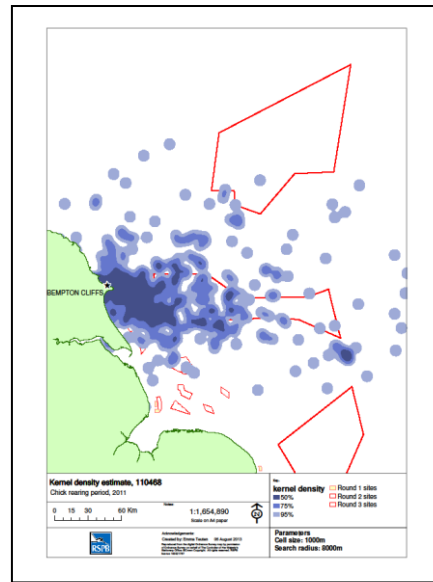 BEMPTON CLIFFS
Kernel density estimate, 110468
Chick rearing period, 2011
0 15 30 60 Km
Notes
1:1,654,890
Scale on A4 paper
N
kernel density
50%
75%
95%
Round 1 sites
Round 2 sites
Round 3 sites
RSPB
Acknowledgements
Parameters
Cell size: 1000m
Search radius: 8000m